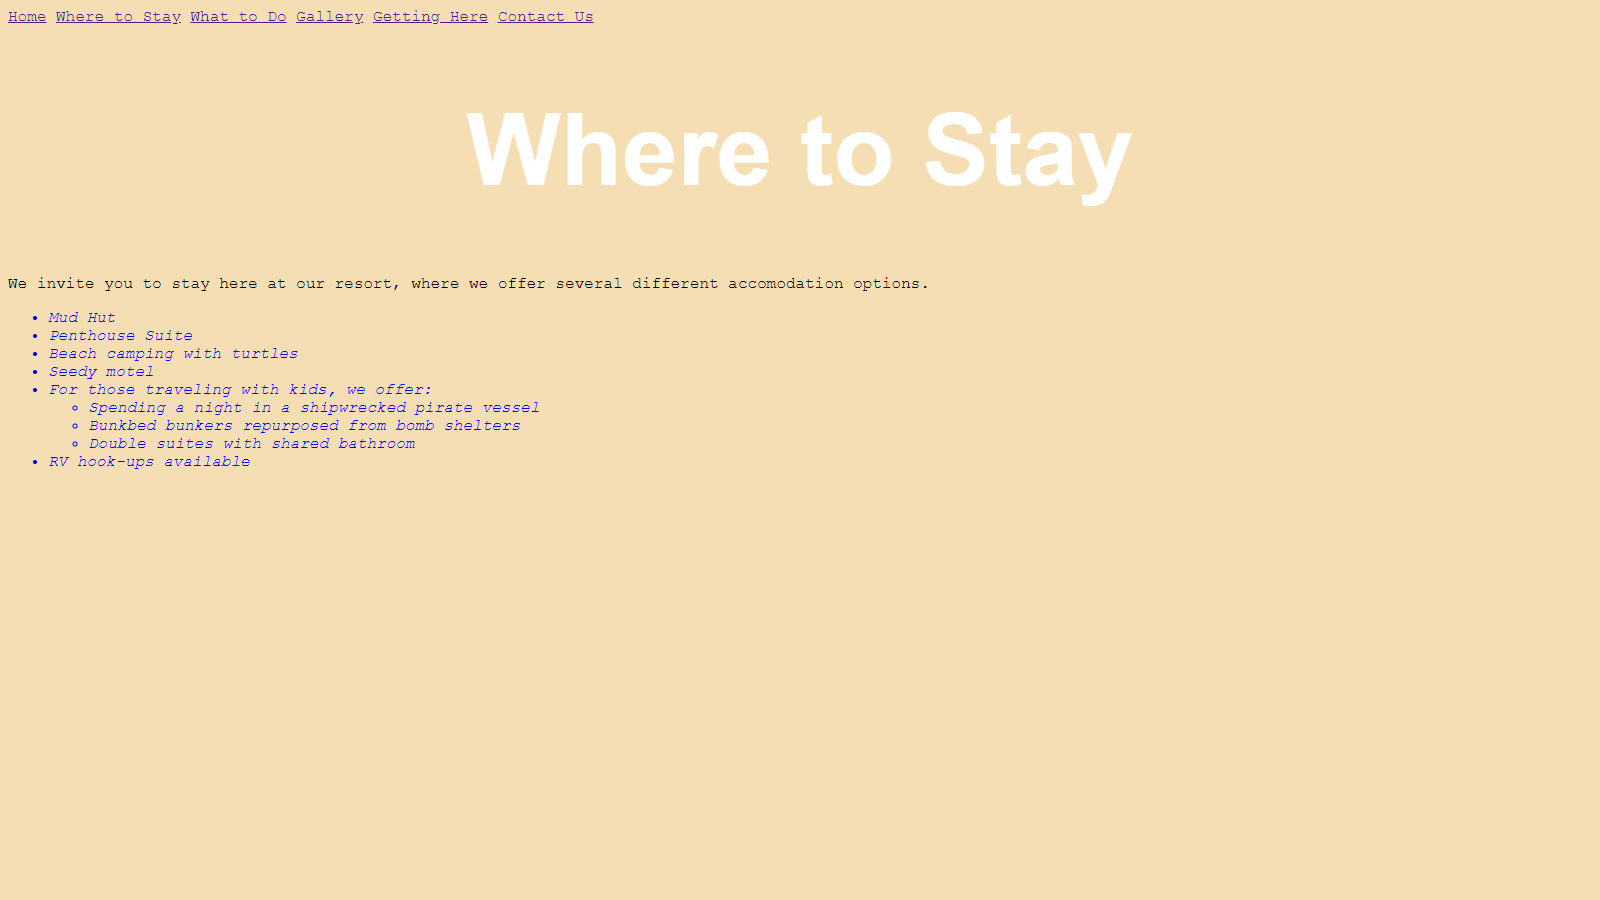 Home Where to Stay What to Do Gallery Getting Here Contact Us
Where to Stay
We invite you to stay here at our resort, where we offer several different accomodation options.
• Mud Hut
• Penthouse Suite
• Beach camping with turtles
• Seedy motel
• For those traveling with kids, we offer:
◦ Spending a night in a shipwrecked pirate vessel
◦ Bunkbed bunkers repurposed from bomb shelters
◦ Double suites with shared bathroom
• RV hook-ups available